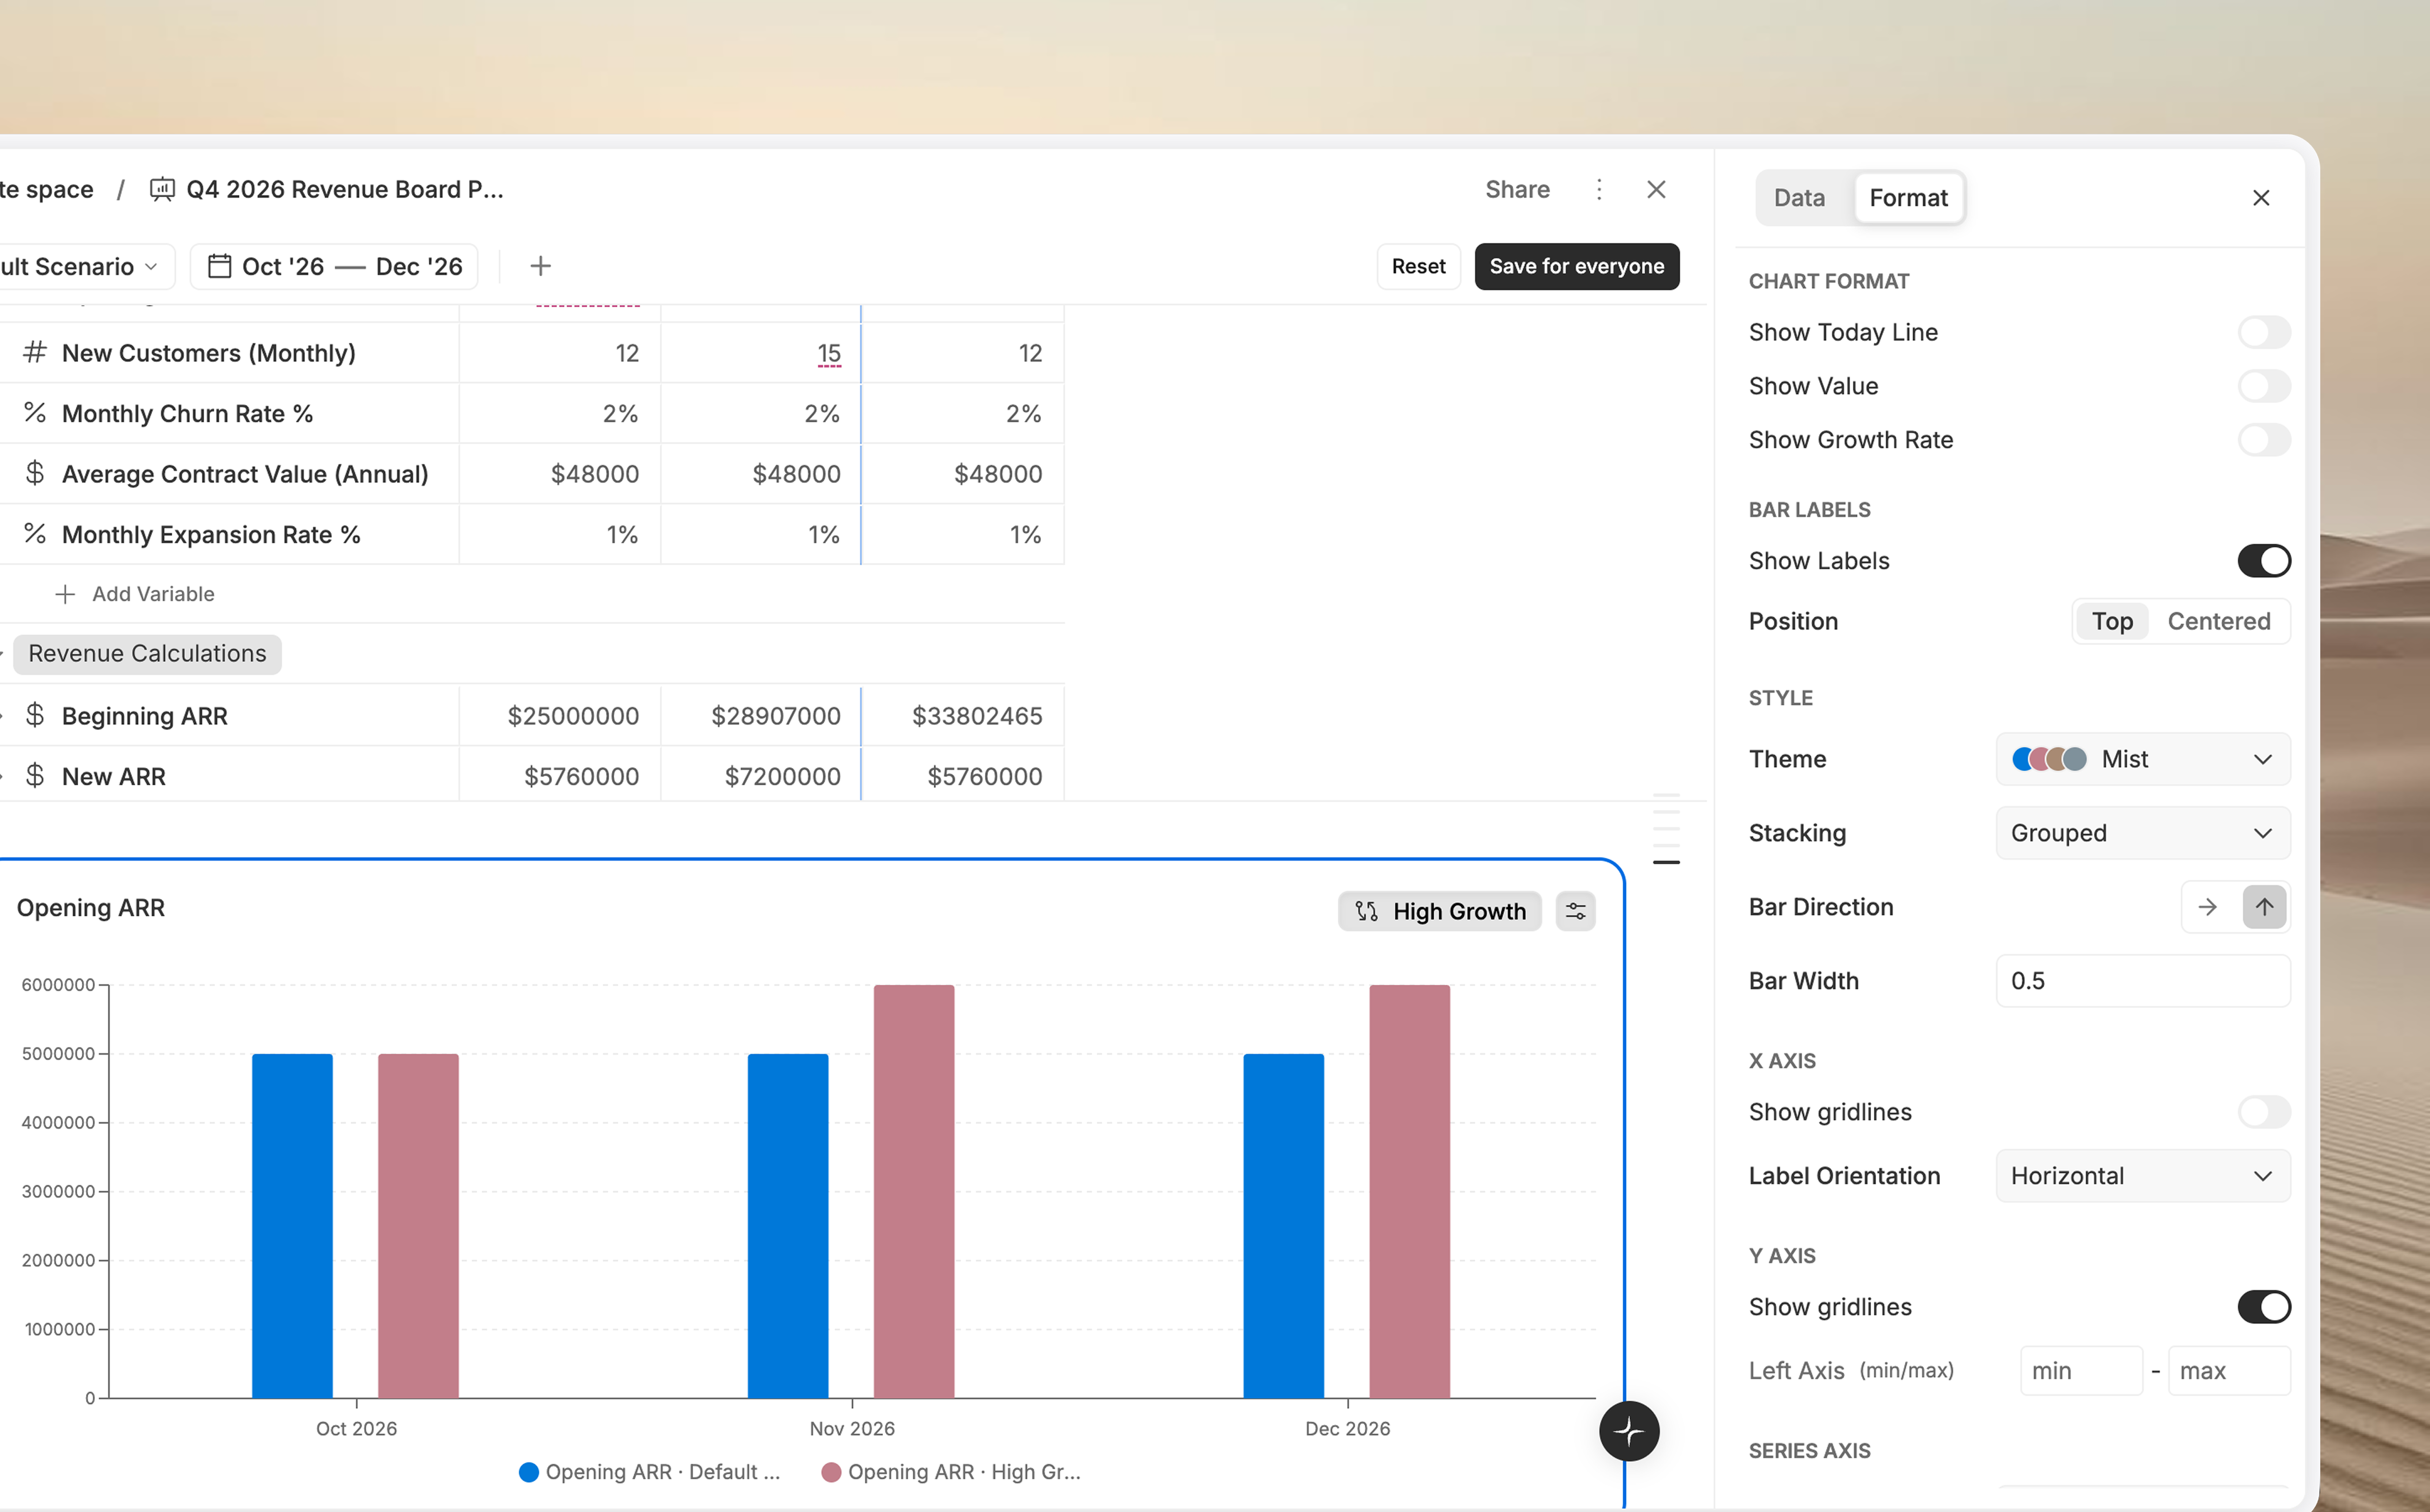 te space / Q4 2026 Revenue Board P...
Share
ult Scenario
Oct '26 — Dec '26
Reset
Save for everyone
# New Customers (Monthly) 12 15 12
% Monthly Churn Rate % 2% 2% 2%
$ Average Contract Value (Annual) $48000 $48000 $48000
% Monthly Expansion Rate % 1% 1% 1%
+ Add Variable
Revenue Calculations
$ Beginning ARR $25000000 $28907000 $33802465
$ New ARR $5760000 $7200000 $5760000
Opening ARR
High Growth
6000000
5000000
4000000
3000000
2000000
1000000
0
Oct 2026 Nov 2026 Dec 2026
Opening ARR · Default ... Opening ARR · High Gr...
Data Format
CHART FORMAT
Show Today Line
Show Value
Show Growth Rate
BAR LABELS
Show Labels
Position Top Centered
STYLE
Theme Mist
Stacking Grouped
Bar Direction
Bar Width 0.5
X AXIS
Show gridlines
Label Orientation Horizontal
Y AXIS
Show gridlines
Left Axis (min/max) min - max
SERIES AXIS